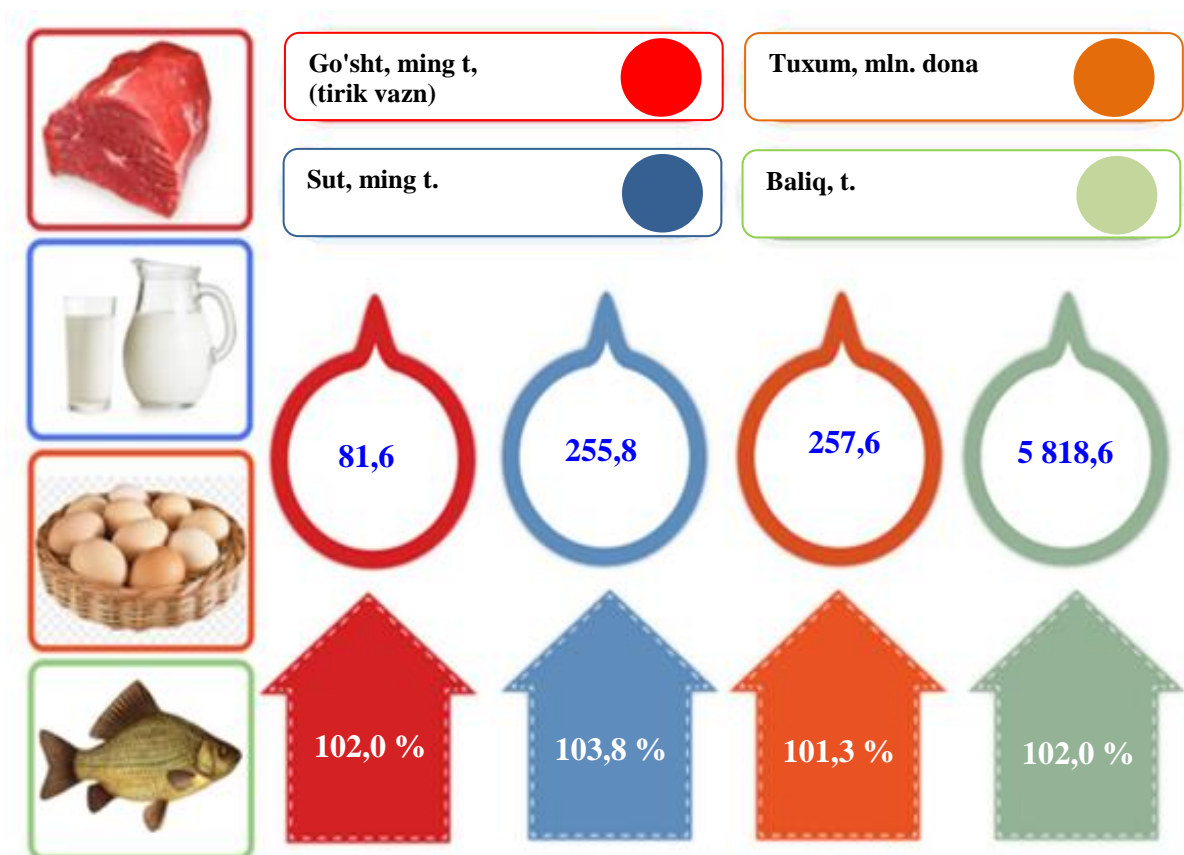 Go'sht, ming t,
(tirik vazn)
Tuxum, mln. dona
Sut, ming t.
Baliq, t.
81,6
255,8
257,6
5 818,6
102,0 %
103,8 %
101,3 %
102,0 %